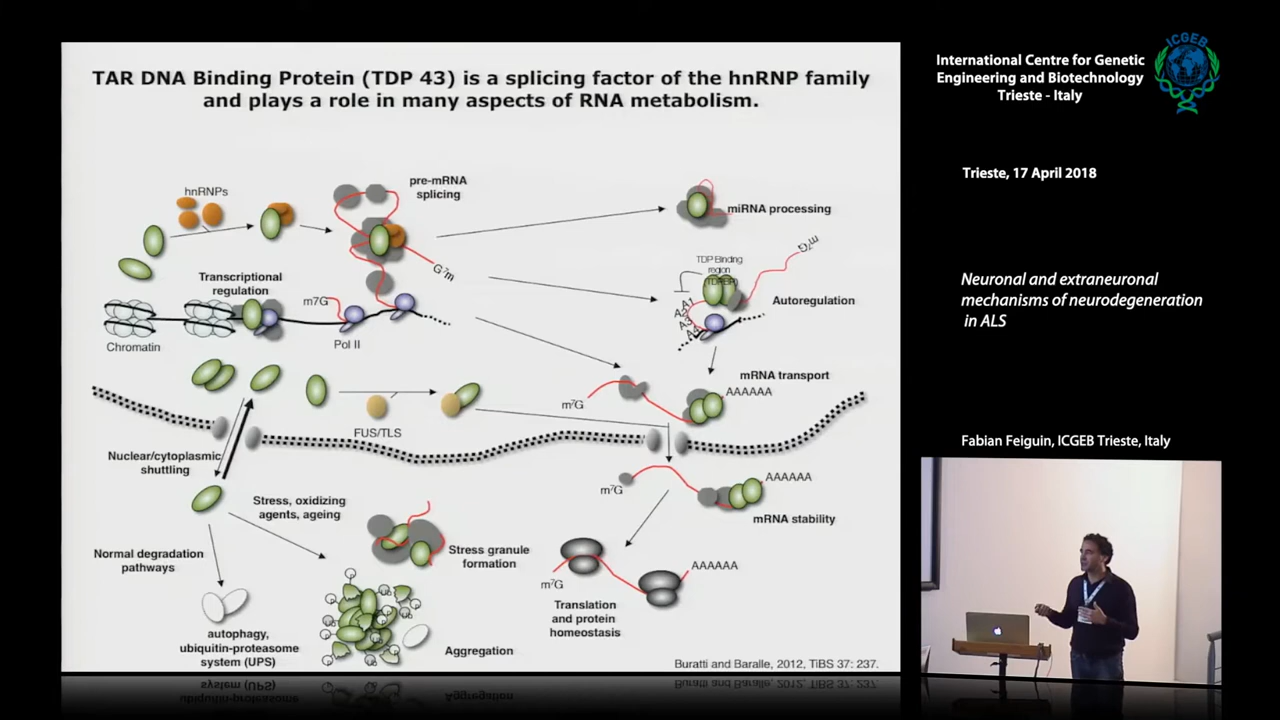 TAR DNA Binding Protein (TDP 43) is a splicing factor of the hnRNP family
and plays a role in many aspects of RNA metabolism.
hnRNPs
pre-mRNA
splicing
miRNA processing
G7m
m7G
TDP Binding
region
Transcriptional
regulation
m7G
A1
A3
A4
Autoregulation
Chromatin
Pol II
mRNA transport
AAAAAA
m7G
FUS/TLS
Nuclear/cytoplasmic
shuttling
AAAAAA
m7G
mRNA stability
Stress, oxidizing
agents, ageing
Normal degradation
pathways
Stress granule
formation
AAAAAA
m7G
Translation
and protein
homeostasis
autophagy,
ubiquitin-proteasome
system (UPS)
Aggregation
Buratti and Baralle, 2012, TiBS 37: 237.
ICGEB
International Centre for Genetic
Engineering and Biotechnology
Trieste - Italy
Trieste, 17 April 2018
Neuronal and extraneuronal
mechanisms of neurodegeneration
in ALS
Fabian Feiguin, ICGEB Trieste, Italy